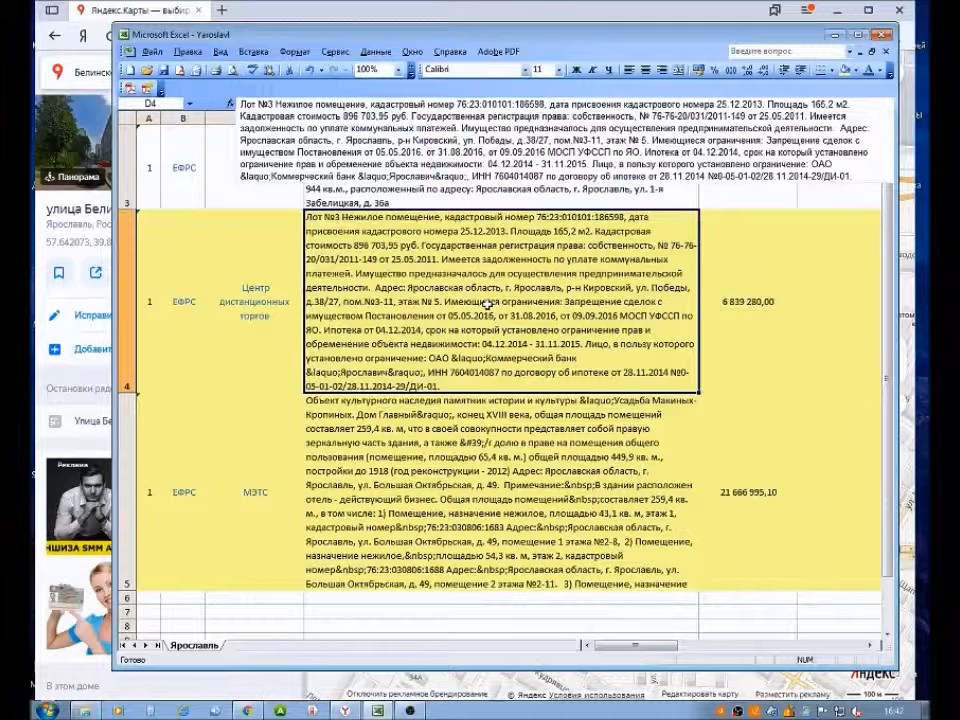 Яндекс.Карты — выбир
Microsoft Excel - Yaroslavl
Файл Правка Вид Вставка Формат Сервис Данные Окно Справка Adobe PDF
Введите вопрос
100% Calibri 11 Ж К Ч
D4 fx Лот №3 Нежилое помещение, кадастровый номер 76:23:010101:186598, дата присвоения кадастрового номера 25.12.2013. Площадь 165,2 м2.
Кадастровая стоимость 896 703,95 руб. Государственная регистрация права: собственность, № 76-76-20/031/2011-149 от 25.05.2011. Имеется
задолженность по уплате коммунальных платежей. Имущество предназначалось для осуществления предпринимательской деятельности. Адрес:
Ярославская область, г. Ярославль, р-н Кировский, ул. Победы, д.38/27, пом.№3-11, этаж № 5. Имеющиеся ограничения: Запрещение сделок с
имуществом Постановления от 05.05.2016, от 31.08.2016, от 09.09.2016 МОСП УФССП по ЯО. Ипотека от 04.12.2014, срок на который установлено
ограничение прав и обременение объекта недвижимости: 04.12.2014 - 31.11.2015. Лицо, в пользу которого установлено ограничение: ОАО
&laquo;Коммерческий банк &laquo;Ярославич&raquo;, ИНН 7604014087 по договору об ипотеке от 28.11.2014 №0-05-01-02/28.11.2014-29/ДИ-01.
A B
1 ЕФРС
944 кв.м., расположенный по адресу: Ярославская область, г. Ярославль, ул. 1-я
3 Забелицкая, д. 36а
Лот №3 Нежилое помещение, кадастровый номер 76:23:010101:186598, дата
присвоения кадастрового номера 25.12.2013. Площадь 165,2 м2. Кадастровая
стоимость 896 703,95 руб. Государственная регистрация права: собственность, № 76-76-
20/031/2011-149 от 25.05.2011. Имеется задолженность по уплате коммунальных
платежей. Имущество предназначалось для осуществления предпринимательской
деятельности. Адрес: Ярославская область, г. Ярославль, р-н Кировский, ул. Победы,
д.38/27, пом.№3-11, этаж № 5. Имеющиеся ограничения: Запрещение сделок с
имуществом Постановления от 05.05.2016, от 31.08.2016, от 09.09.2016 МОСП УФССП по
ЯО. Ипотека от 04.12.2014, срок на который установлено ограничение прав и
обременение объекта недвижимости: 04.12.2014 - 31.11.2015. Лицо, в пользу которого
установлено ограничение: ОАО &laquo;Коммерческий банк
&laquo;Ярославич&raquo;, ИНН 7604014087 по договору об ипотеке от 28.11.2014 №0-
05-01-02/28.11.2014-29/ДИ-01.
1 ЕФРС
Центр
дистанционных
торгов
6 839 280,00
4
Объект культурного наследия памятник истории и культуры &laquo;Усадьба Макиных-
Кропиных. Дом Главный&raquo;, конец XVIII века, общая площадь помещений
составляет 259,4 кв. м, что в своей совокупности представляет собой правую
зеркальную часть здания, а также &#39;/г долю в праве на помещения общего
пользования (помещение, площадью 65,4 кв. м.) общей площадью 449,9 кв. м.,
постройки до 1918 (год реконструкции - 2012) Адрес: Ярославская область, г.
Ярославль, ул. Большая Октябрьская, д. 49. Примечание:&nbsp;В здании расположен
отель - действующий бизнес. Общая площадь помещений&nbsp;составляет 259,4 кв.
м., в том числе: 1) Помещение, назначение нежилое, площадью 43,1 кв. м, этаж 1,
кадастровый номер&nbsp;76:23:030806:1683 Адрес:&nbsp;Ярославская область, г.
Ярославль, ул. Большая Октябрьская, д. 49, помещение 1 этажа №2-8, 2) Помещение,
назначение нежилое,&nbsp;площадью 54,3 кв. м, этаж 2, кадастровый
номер&nbsp;76:23:030806:1688 Адрес:&nbsp;Ярославская область, г. Ярославль, ул.
Большая Октябрьская, д. 49, помещение 2 этажа №2-11. 3) Помещение, назначение
1 ЕФРС МЭТС 21 666 995,10
5
6
7
8
Ярославль
Готово NUM
Белинск
Панорама
улица Бели
Ярославль, Рос
57.642073, 39.8
Исправи
Добавит
Остановки рядо
Улица Бе
Реклама
ШИЗА SMM А
В этом доме
34А
Отключить рекламное брендирование © Яндекс Условия использования Редактировать карту Разместить рекламу 100 м
Яндекс
16:47